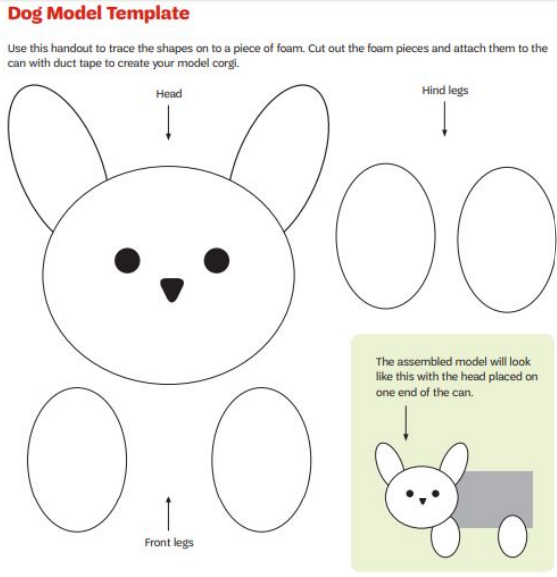 Dog Model Template
Use this handout to trace the shapes on to a piece of foam. Cut out the foam pieces and attach them to the
can with duct tape to create your model corgi.
Head
Hind legs
The assembled model will look
like this with the head placed on
one end of the can.
Front legs